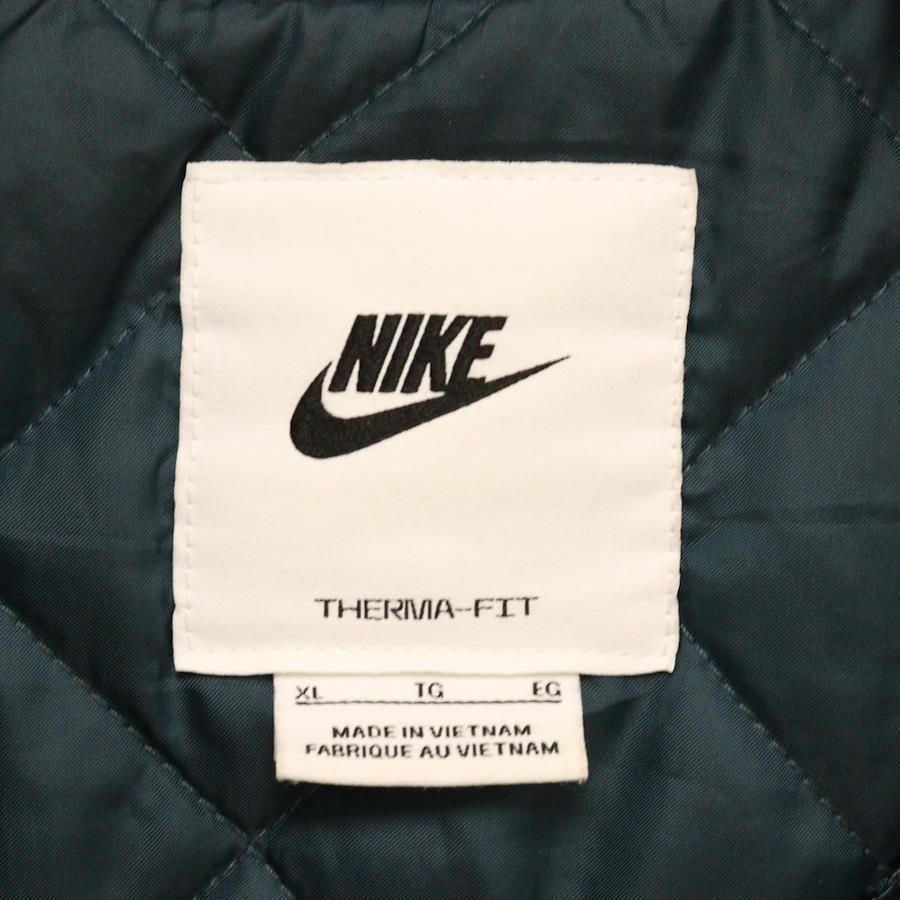 NIKE
THERMA-FIT
XL TG EG
MADE IN VIETNAM
FABRIQUE AU VIETNAM